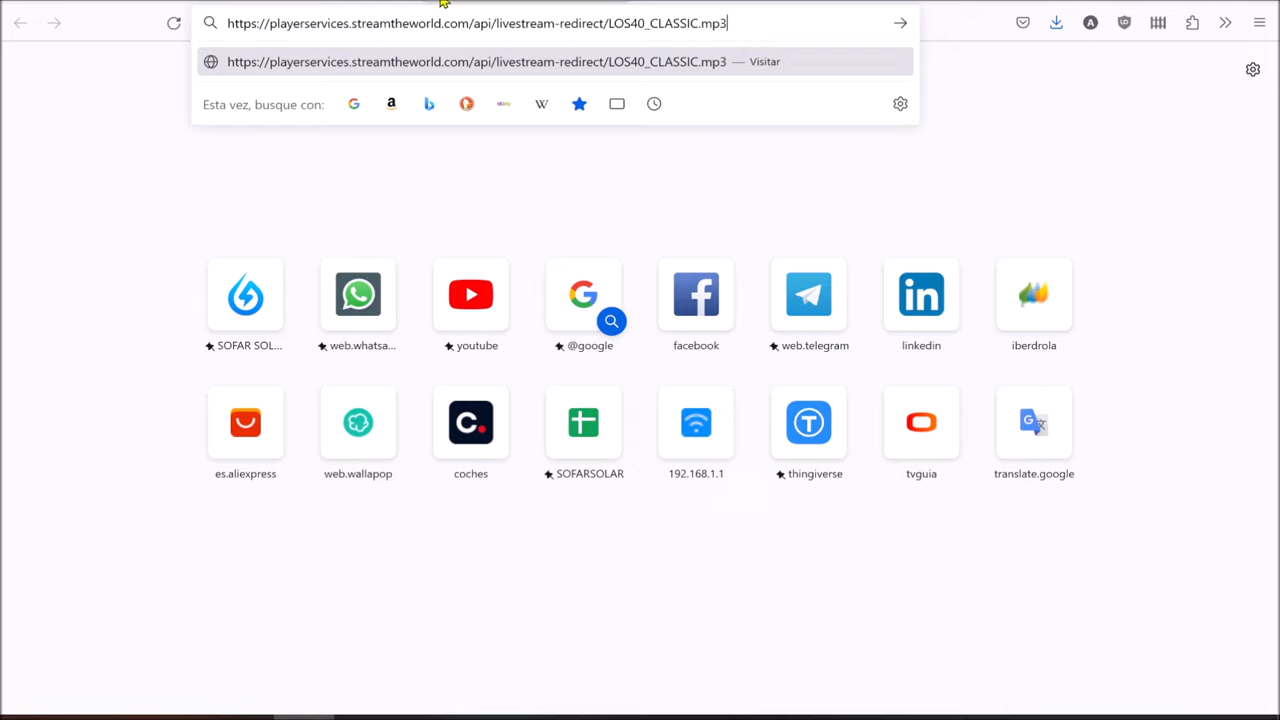 https://playerservices.streamtheworld.com/api/livestream-redirect/LOS40_CLASSIC.mp3
https://playerservices.streamtheworld.com/api/livestream-redirect/LOS40_CLASSIC.mp3 — Visitar
Esta vez, busque con:
SOFAR SOL... web.whatsa... youtube @google facebook web.telegram linkedin iberdrola
es.aliexpress web.wallapop coches SOFARSOLAR 192.168.1.1 thingiverse tvguia translate.google